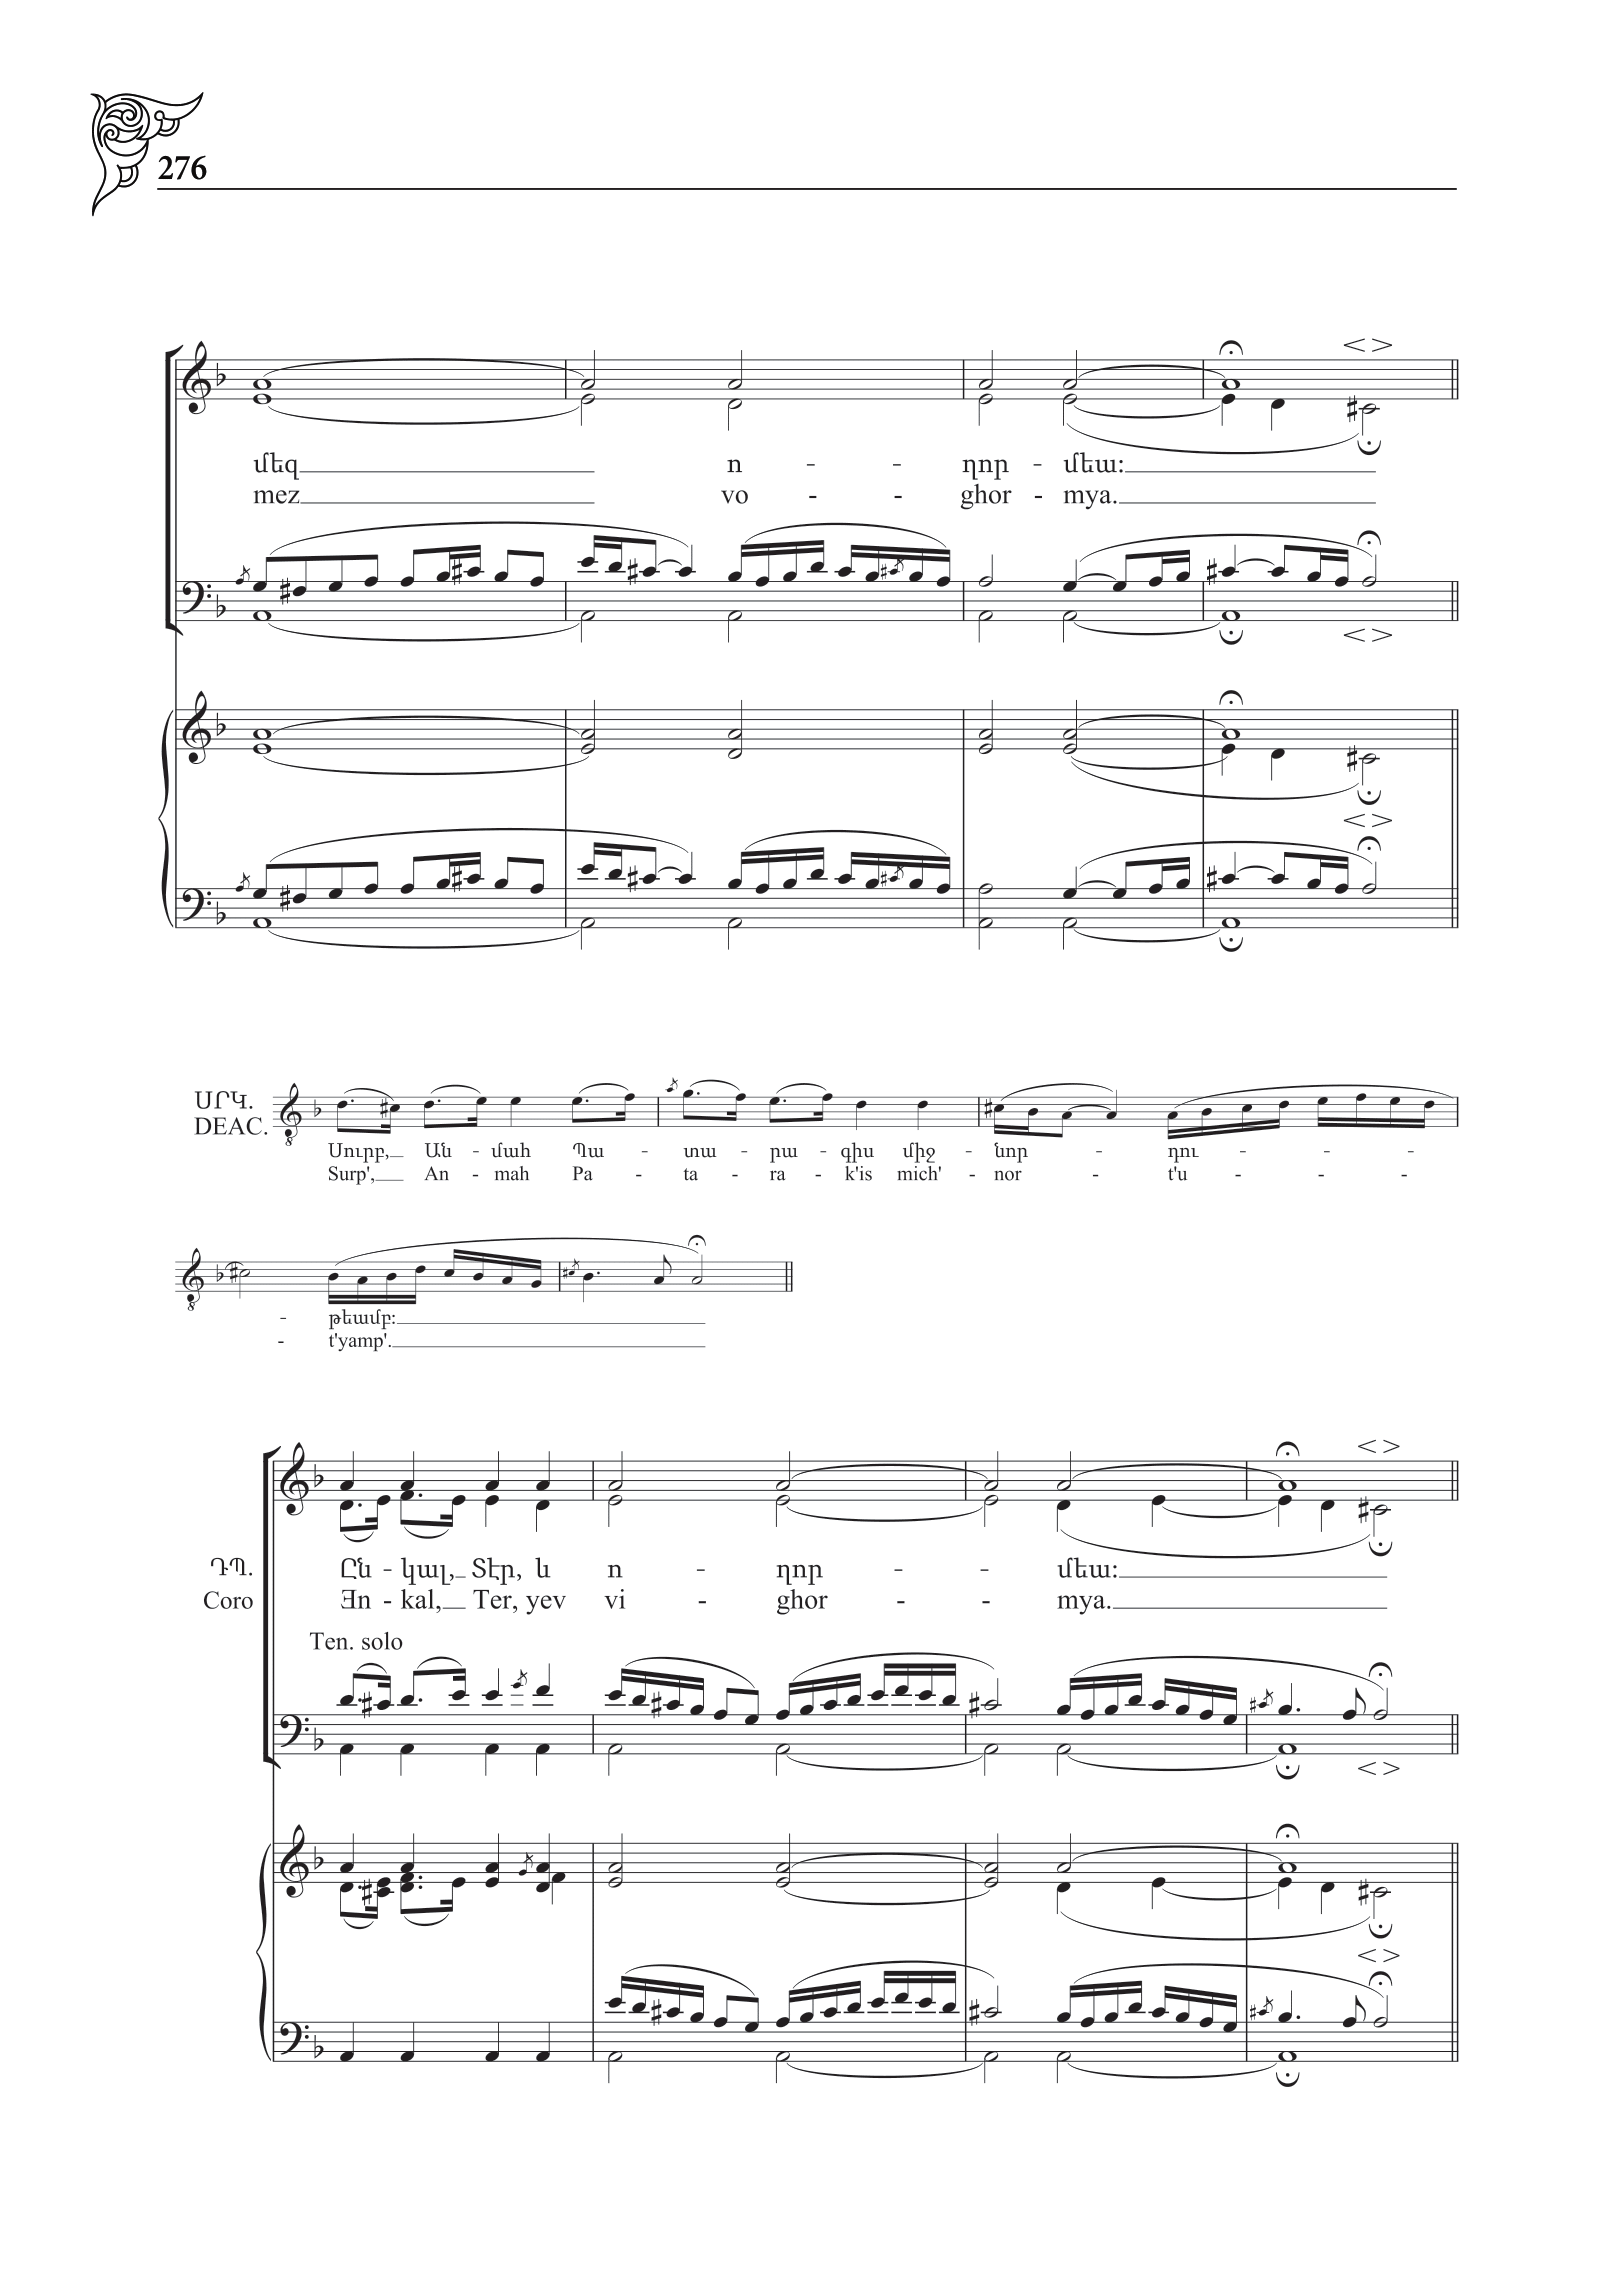 276
մեզ ո - - ղոր - մեա:
mez vo - - ghor - mya.
ՍՐԿ.
DEAC.
Սուրբ, Ան - մահ Պա - տա - րա - գիս միջ - նոր - դու - - -
Surp', An - mah Pa - ta - ra - k'is mich' - nor - t'u - - -
- թեամբ:
- t'yamp'.
ԴՊ. Ըն - կալ, Տէր, և ո - ղոր - - մեա:
Coro Յn - kal, Ter, yev vi - ghor - - mya.
Ten. solo